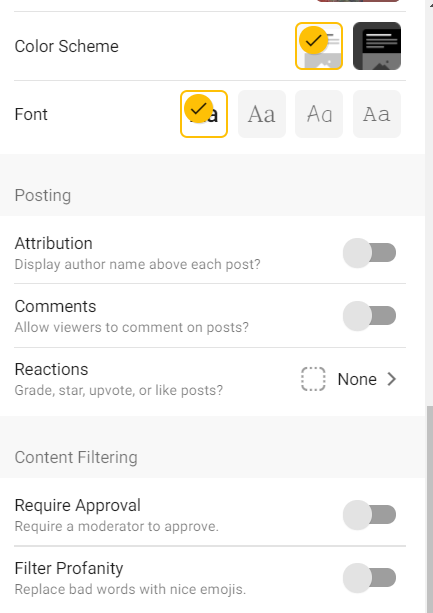 Color Scheme
Font
Aa
Aa
Aa
Posting
Attribution
Display author name above each post?
Comments
Allow viewers to comment on posts?
Reactions
Grade, star, upvote, or like posts?
None
Content Filtering
Require Approval
Require a moderator to approve.
Filter Profanity
Replace bad words with nice emojis.